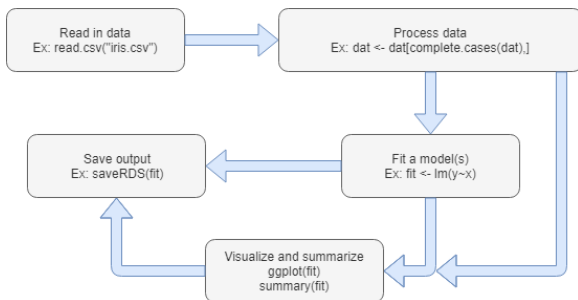 Read in data
Ex: read.csv("iris.csv")
Process data
Ex: dat <- dat[complete.cases(dat),]
Save output
Ex: saveRDS(fit)
Fit a model(s)
Ex: fit <- lm(y~x)
Visualize and summarize
ggplot(fit)
summary(fit)